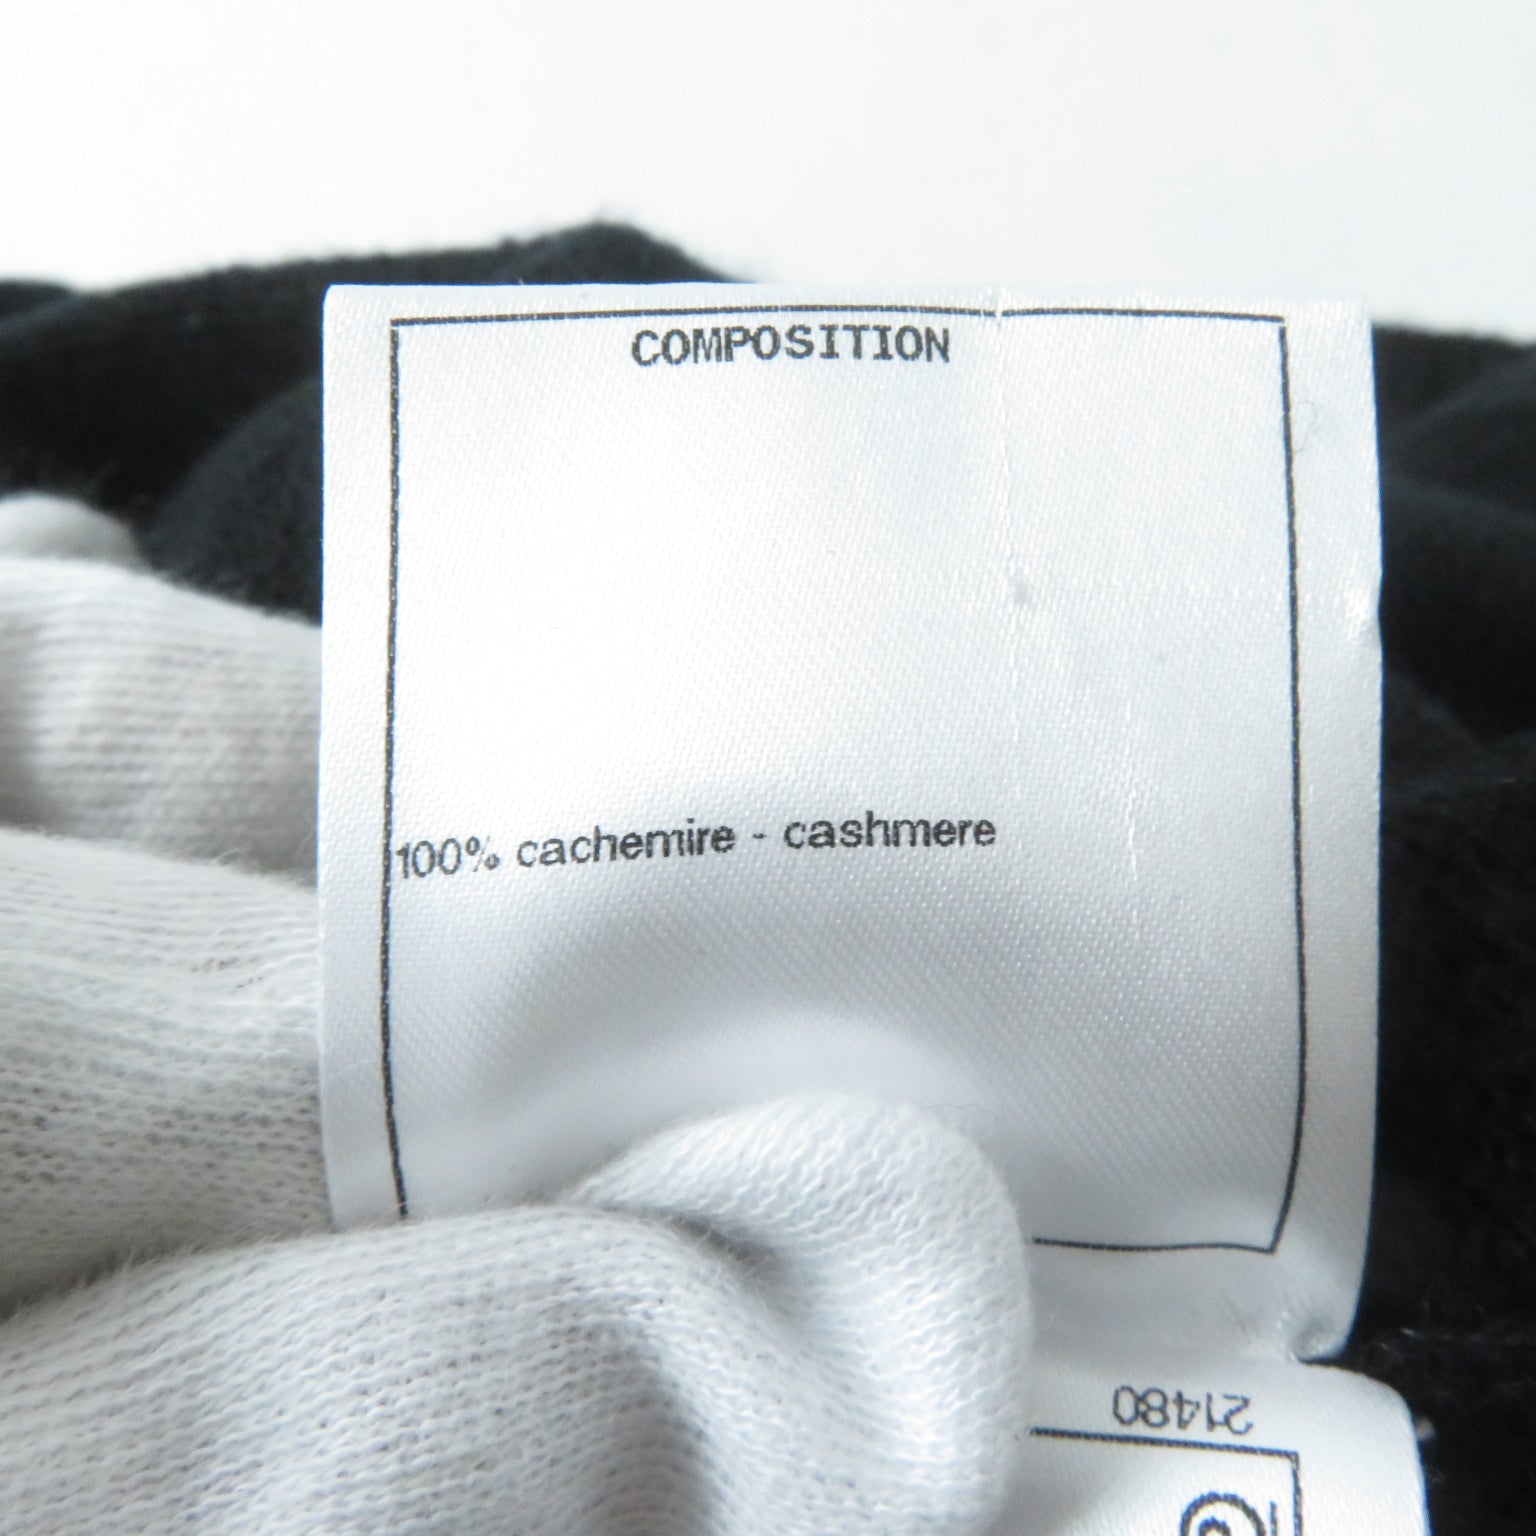 COMPOSITION
100% cachemire - cashmere
21480